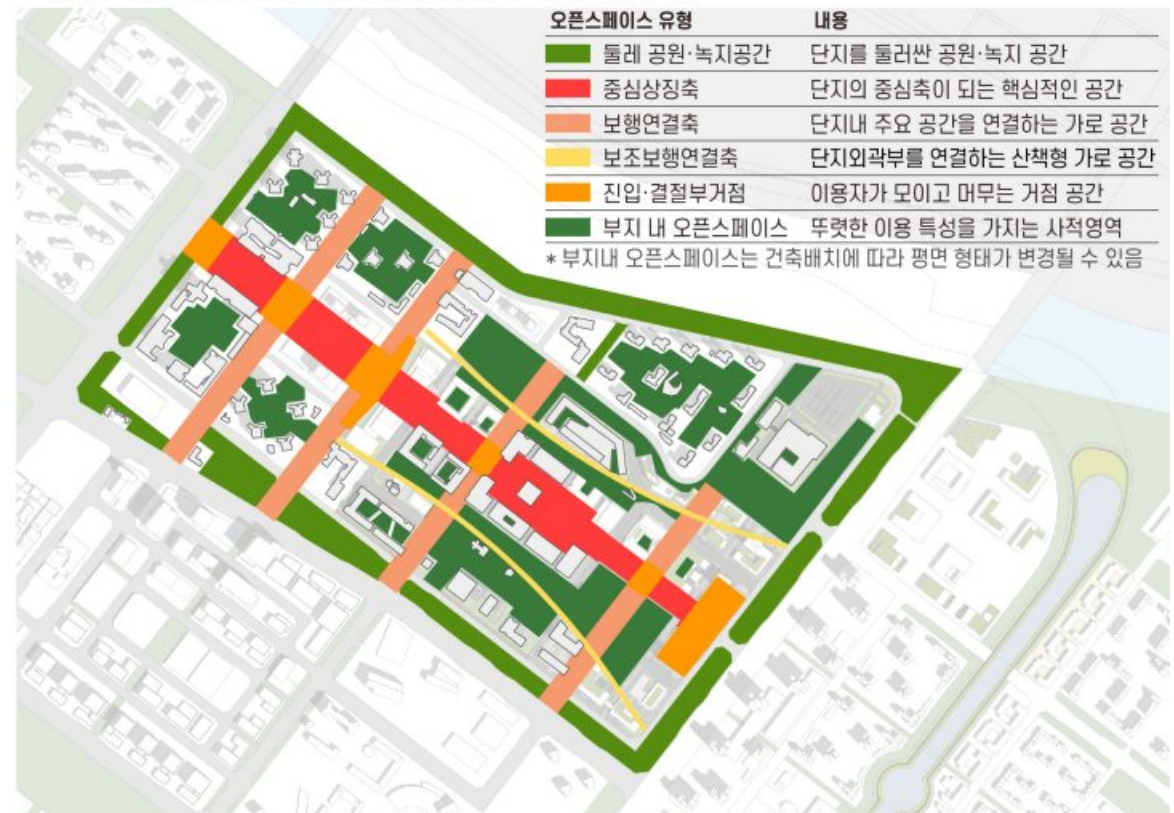 오픈스페이스 유형 내용
둘레 공원·녹지공간 단지를 둘러싼 공원·녹지 공간
중심상징축 단지의 중심축이 되는 핵심적인 공간
보행연결축 단지내 주요 공간을 연결하는 가로 공간
보조보행연결축 단지외곽부를 연결하는 산책형 가로 공간
진입·결절부거점 이용자가 모이고 머무는 거점 공간
부지 내 오픈스페이스 뚜렷한 이용 특성을 가지는 사적영역
* 부지내 오픈스페이스는 건축배치에 따라 평면 형태가 변경될 수 있음